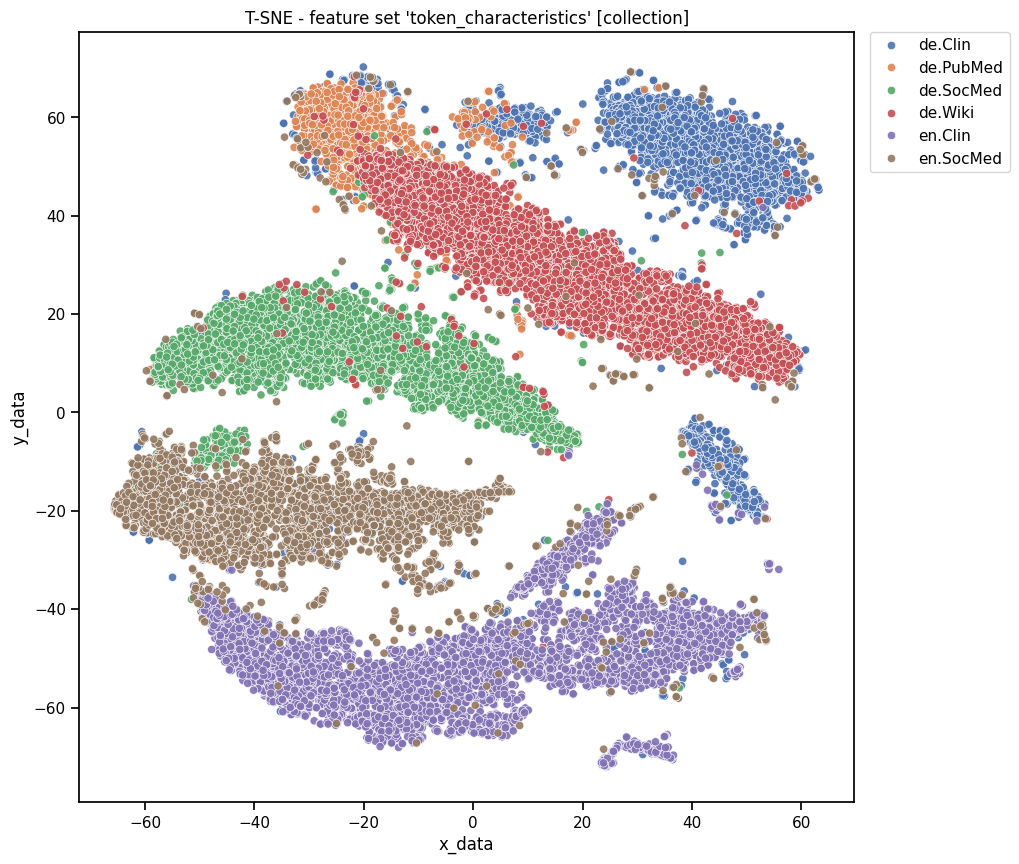 T-SNE - feature set 'token_characteristics' [collection]
de.Clin
de.PubMed
de.SocMed
de.Wiki
en.Clin
en.SocMed
y_data
60
40
20
0
−20
−40
−60
−60
−40
−20
0
20
40
60
x_data